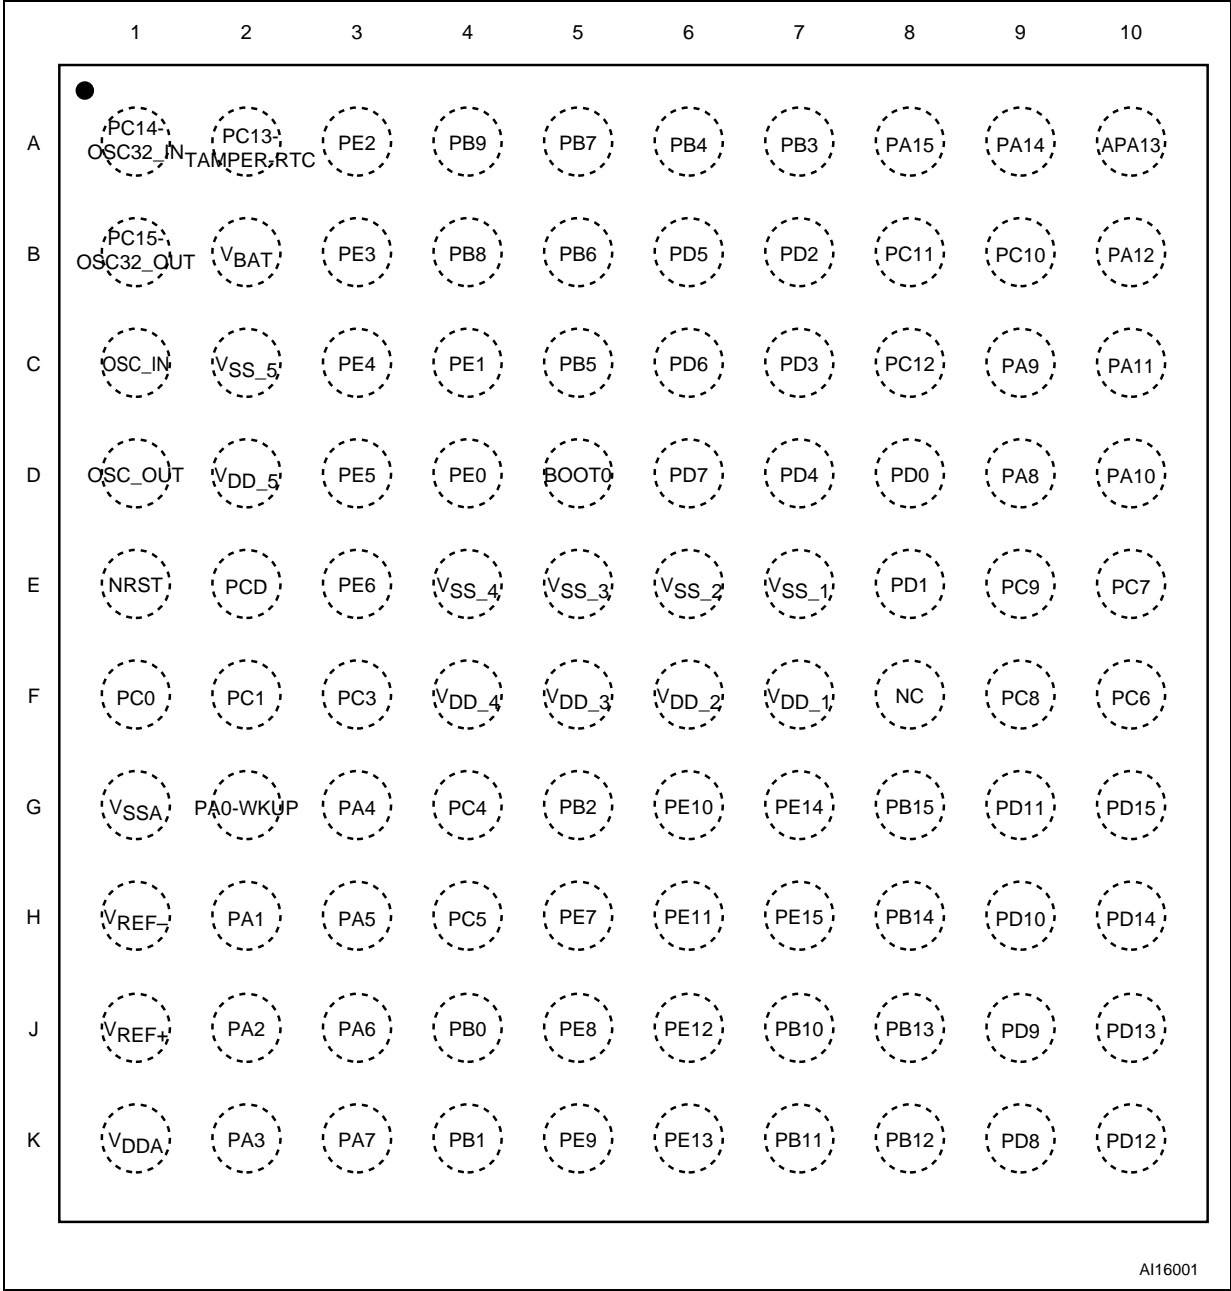 1 2 3 4 5 6 7 8 9 10
A PC14-OSC32_IN PC13-TAMPER-RTC PE2 PB9 PB7 PB4 PB3 PA15 PA14 APA13
B PC15-OSC32_OUT VBAT PE3 PB8 PB6 PD5 PD2 PC11 PC10 PA12
C OSC_IN VSS_5 PE4 PE1 PB5 PD6 PD3 PC12 PA9 PA11
D OSC_OUT VDD_5 PE5 PE0 BOOT0 PD7 PD4 PD0 PA8 PA10
E NRST PCD PE6 VSS_4 VSS_3 VSS_2 VSS_1 PD1 PC9 PC7
F PC0 PC1 PC3 VDD_4 VDD_3 VDD_2 VDD_1 NC PC8 PC6
G VSSA PA0-WKUP PA4 PC4 PB2 PE10 PE14 PB15 PD11 PD15
H VREF– PA1 PA5 PC5 PE7 PE11 PE15 PB14 PD10 PD14
J VREF+ PA2 PA6 PB0 PE8 PE12 PB10 PB13 PD9 PD13
K VDDA PA3 PA7 PB1 PE9 PE13 PB11 PB12 PD8 PD12
AI16001